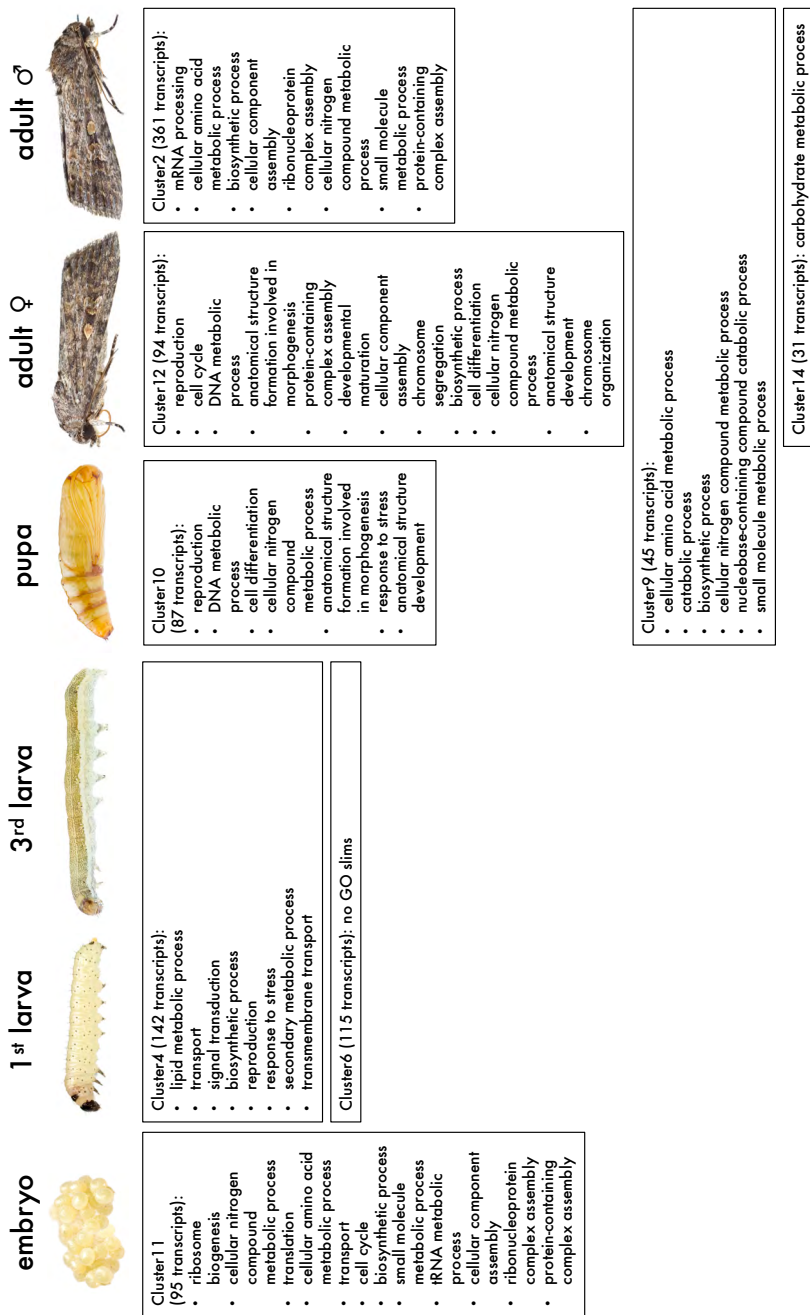 embryo
1st larva
3rd larva
pupa
adult ♀
adult ♂
Cluster11
(95 transcripts):
• ribosome
biogenesis
• cellular nitrogen
compound
metabolic process
• translation
• cellular amino acid
metabolic process
• transport
• cell cycle
• biosynthetic process
• small molecule
metabolic process
• tRNA metabolic
process
• cellular component
assembly
• ribonucleoprotein
complex assembly
• protein-containing
complex assembly
Cluster4 (142 transcripts):
• lipid metabolic process
• transport
• signal transduction
• biosynthetic process
• reproduction
• response to stress
• secondary metabolic process
• transmembrane transport
Cluster6 (115 transcripts): no GO slims
Cluster10
(87 transcripts):
• reproduction
• DNA metabolic
process
• cell differentiation
• cellular nitrogen
compound
metabolic process
• anatomical structure
formation involved
in morphogenesis
• response to stress
• anatomical structure
development
Cluster12 (94 transcripts):
• reproduction
• cell cycle
• DNA metabolic
process
• anatomical structure
formation involved in
morphogenesis
• protein-containing
complex assembly
• developmental
maturation
• cellular component
assembly
• chromosome
segregation
• biosynthetic process
• cell differentiation
• cellular nitrogen
compound metabolic
process
• anatomical structure
development
• chromosome
organization
Cluster2 (361 transcripts):
• mRNA processing
• cellular amino acid
metabolic process
• biosynthetic process
• cellular component
assembly
• ribonucleoprotein
complex assembly
• cellular nitrogen
compound metabolic
process
• small molecule
metabolic process
• protein-containing
complex assembly
Cluster9 (45 transcripts):
• cellular amino acid metabolic process
• catabolic process
• biosynthetic process
• cellular nitrogen compound metabolic process
• nucleobase-containing compound catabolic process
• small molecule metabolic process
Cluster14 (31 transcripts): carbohydrate metabolic process